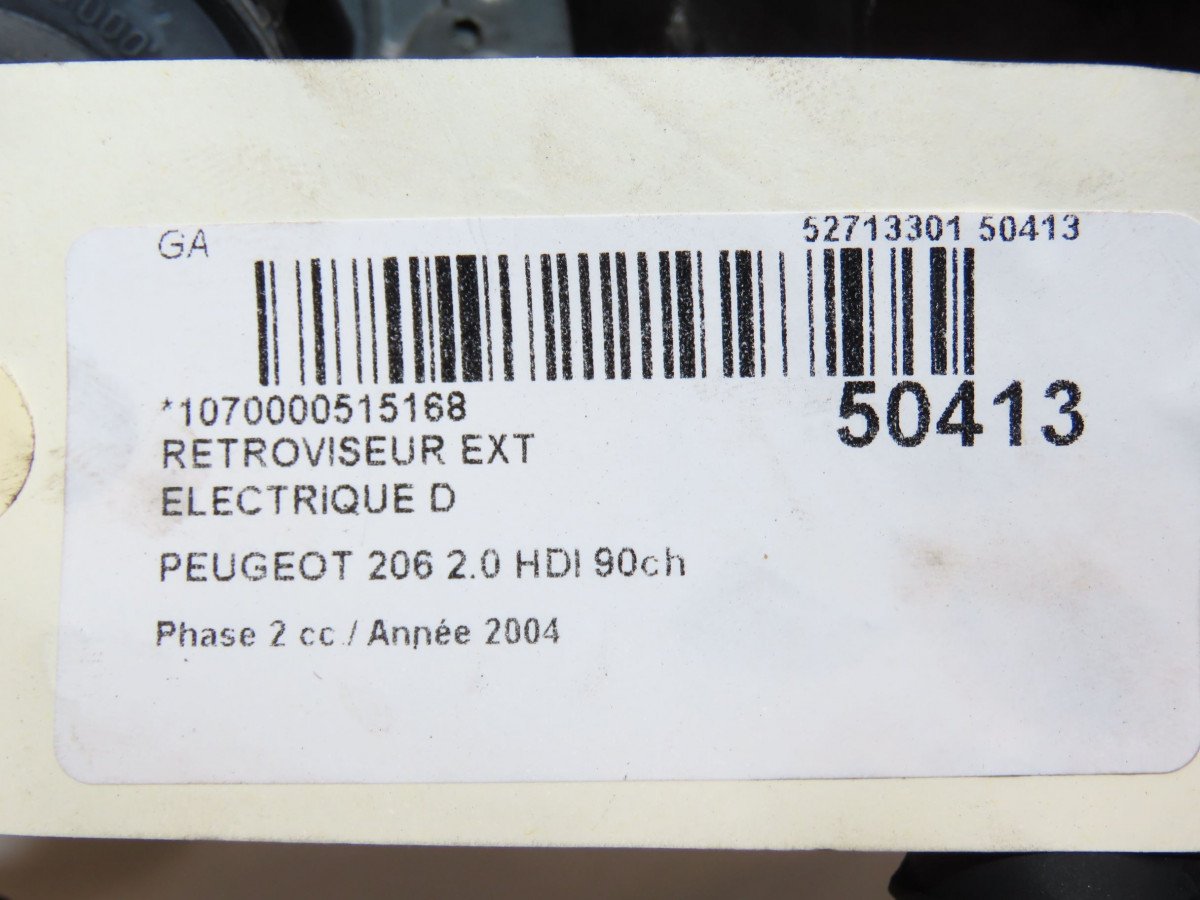 GA 52713301 50413
*1070000515168
50413
RETROVISEUR EXT
ELECTRIQUE D
PEUGEOT 206 2.0 HDI 90ch
Phase 2 cc / Année 2004